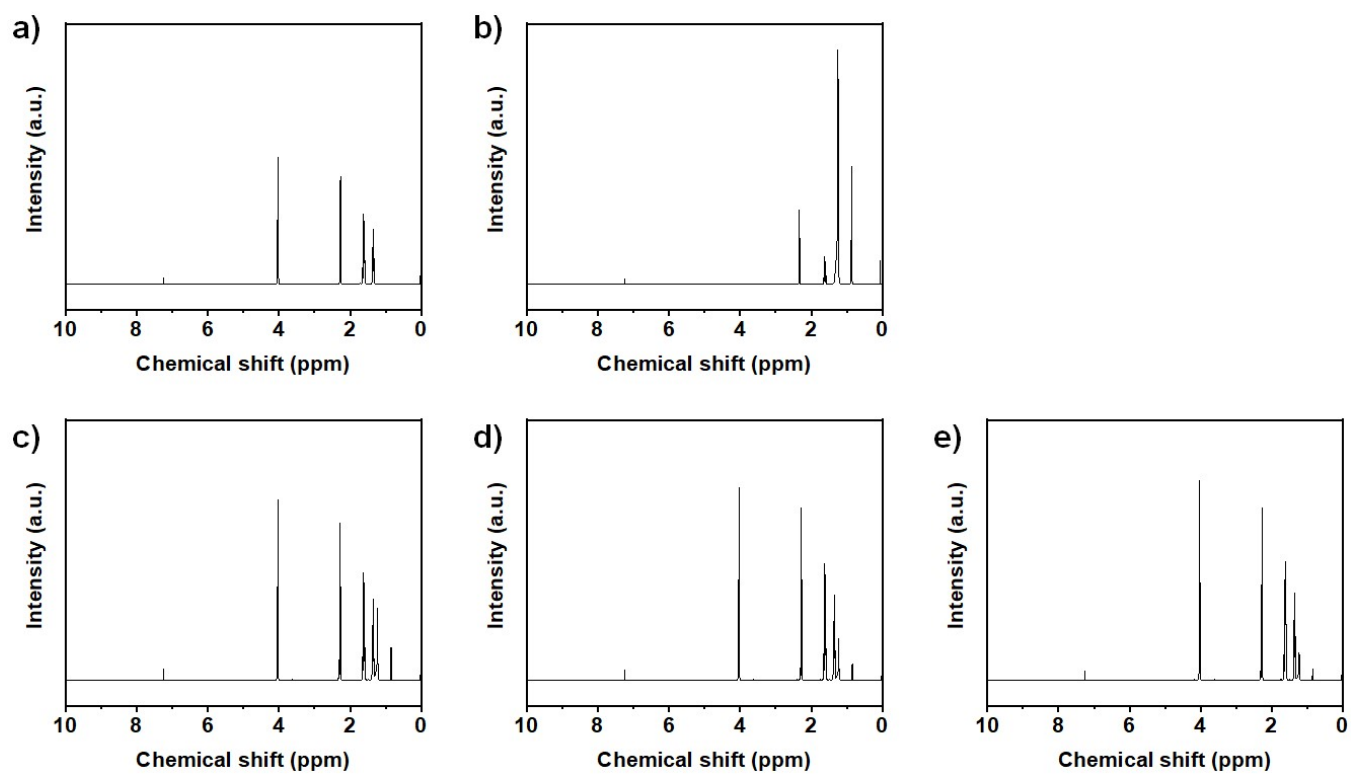 a)
Intensity (a.u.)
10 8 6 4 2 0
Chemical shift (ppm)
b)
Intensity (a.u.)
10 8 6 4 2 0
Chemical shift (ppm)
c)
Intensity (a.u.)
10 8 6 4 2 0
Chemical shift (ppm)
d)
Intensity (a.u.)
10 8 6 4 2 0
Chemical shift (ppm)
e)
Intensity (a.u.)
10 8 6 4 2 0
Chemical shift (ppm)